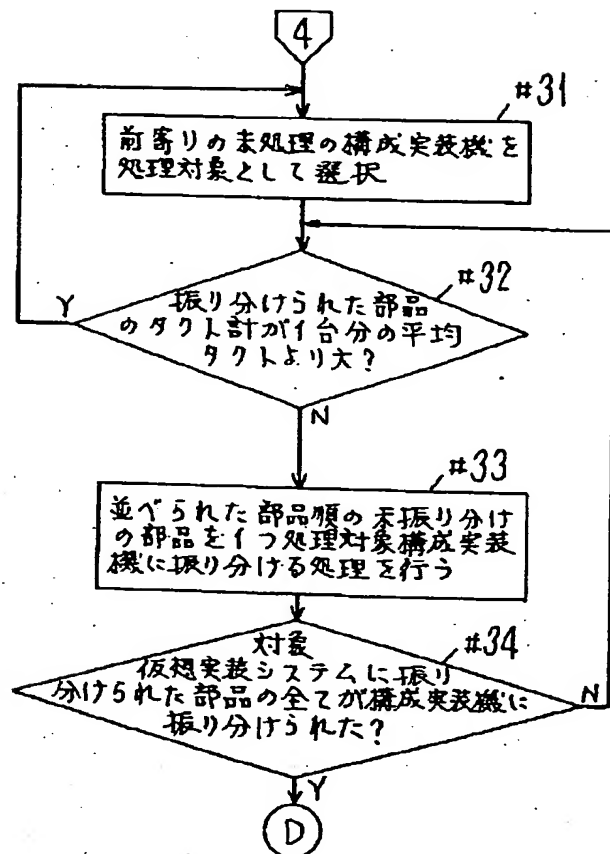 4
#31
前寄りの未処理の構成実装機を
処理対象として選択
#32
振り分けられた部品
のタクト計が1台分の平均
タクトより大?
Y
N
#33
並べられた部品順の未振り分け
の部品を1つ処理対象構成実装
機に振り分ける処理を行う
#34
対象
仮想実装システムに振り
分けられた部品の全てが構成実装機に
振り分けられた?
N
Y
D